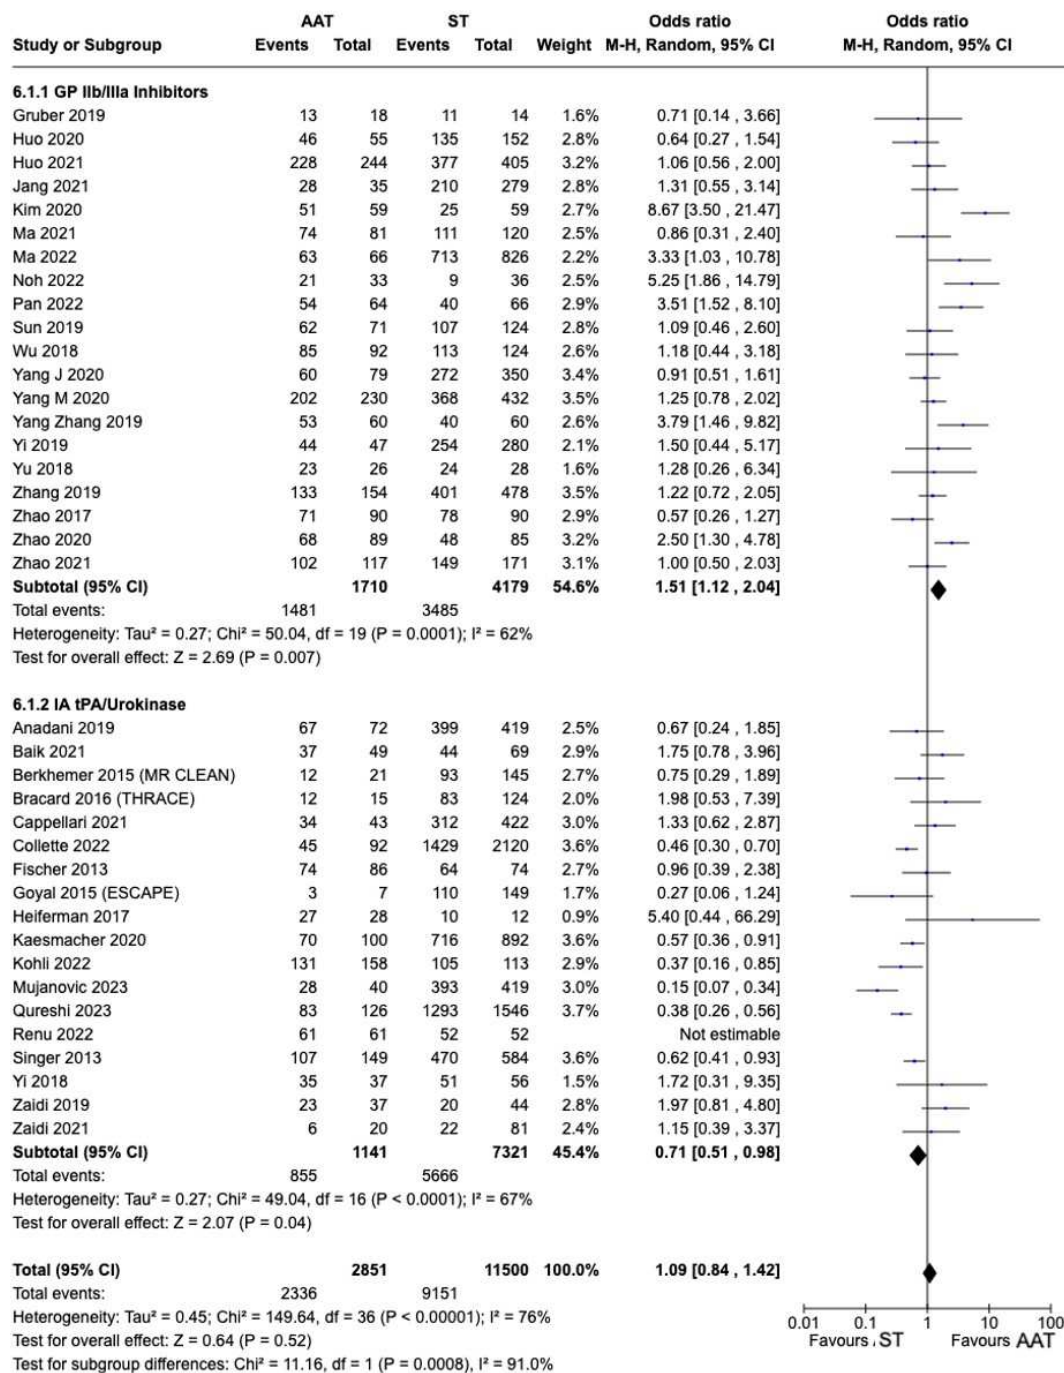 AAT ST Odds ratio Odds ratio
Study or Subgroup Events Total Events Total Weight M-H, Random, 95% CI M-H, Random, 95% CI
6.1.1 GP IIb/IIIa Inhibitors
Gruber 2019 13 18 11 14 1.6% 0.71 [0.14 , 3.66]
Huo 2020 46 55 135 152 2.8% 0.64 [0.27 , 1.54]
Huo 2021 228 244 377 405 3.2% 1.06 [0.56 , 2.00]
Jang 2021 28 35 210 279 2.8% 1.31 [0.55 , 3.14]
Kim 2020 51 59 25 59 2.7% 8.67 [3.50 , 21.47]
Ma 2021 74 81 111 120 2.5% 0.86 [0.31 , 2.40]
Ma 2022 63 66 713 826 2.2% 3.33 [1.03 , 10.78]
Noh 2022 21 33 9 36 2.5% 5.25 [1.86 , 14.79]
Pan 2022 54 64 40 66 2.9% 3.51 [1.52 , 8.10]
Sun 2019 62 71 107 124 2.8% 1.09 [0.46 , 2.60]
Wu 2018 85 92 113 124 2.6% 1.18 [0.44 , 3.18]
Yang J 2020 60 79 272 350 3.4% 0.91 [0.51 , 1.61]
Yang M 2020 202 230 368 432 3.6% 1.25 [0.78 , 2.02]
Yang Zhang 2019 53 60 40 60 2.6% 3.79 [1.46 , 9.82]
Yi 2019 44 47 254 280 2.1% 1.50 [0.44 , 5.17]
Yu 2018 23 26 24 28 1.6% 1.28 [0.26 , 6.34]
Zhang 2019 133 154 401 478 3.5% 1.22 [0.72 , 2.05]
Zhao 2017 71 90 78 90 2.9% 0.57 [0.26 , 1.27]
Zhao 2020 68 89 48 85 3.2% 2.50 [1.30 , 4.78]
Zhao 2021 102 117 149 171 3.1% 1.00 [0.50 , 2.03]
Subtotal (95% CI) 1710 4179 54.6% 1.51 [1.12 , 2.04]
Total events: 1481 3485
Heterogeneity: Tau² = 0.27; Chi² = 50.04, df = 19 (P = 0.0001); I² = 62%
Test for overall effect: Z = 2.69 (P = 0.007)
6.1.2 IA tPA/Urokinase
Anadani 2019 67 72 399 419 2.5% 0.67 [0.24 , 1.85]
Baik 2021 37 49 44 69 2.9% 1.75 [0.78 , 3.96]
Berkhemer 2015 (MR CLEAN) 12 21 93 145 2.7% 0.75 [0.29 , 1.89]
Bracard 2016 (THRACE) 12 15 83 124 2.0% 1.98 [0.53 , 7.39]
Cappellari 2021 34 43 312 422 3.0% 1.33 [0.62 , 2.87]
Collette 2022 45 92 1429 2120 3.6% 0.46 [0.30 , 0.70]
Fischer 2013 74 86 64 74 2.7% 0.96 [0.39 , 2.38]
Goyal 2015 (ESCAPE) 3 7 110 149 1.7% 0.27 [0.06 , 1.24]
Heiferman 2017 27 28 10 12 0.9% 5.40 [0.44 , 66.29]
Kaesmacher 2020 70 100 716 892 3.6% 0.57 [0.36 , 0.91]
Kohli 2022 131 158 105 113 2.9% 0.37 [0.16 , 0.85]
Mujanovic 2023 28 40 393 419 3.0% 0.15 [0.07 , 0.34]
Qureshi 2023 83 126 1293 1546 3.7% 0.38 [0.26 , 0.56]
Renu 2022 61 61 52 52 Not estimable
Singer 2013 107 149 470 584 3.6% 0.62 [0.41 , 0.93]
Yi 2018 35 37 51 56 1.5% 1.72 [0.31 , 9.35]
Zaidi 2019 23 37 20 44 2.8% 1.97 [0.81 , 4.80]
Zaidi 2021 6 20 22 81 2.4% 1.15 [0.39 , 3.37]
Subtotal (95% CI) 1141 7321 45.4% 0.71 [0.51 , 0.98]
Total events: 855 5666
Heterogeneity: Tau² = 0.27; Chi² = 49.04, df = 16 (P < 0.0001); I² = 67%
Test for overall effect: Z = 2.07 (P = 0.04)
Total (95% CI) 2851 11500 100.0% 1.09 [0.84 , 1.42]
Total events: 2336 9151
Heterogeneity: Tau² = 0.45; Chi² = 149.64, df = 36 (P < 0.00001); I² = 76%
0.01 0.1 1 10 100
Test for overall effect: Z = 0.64 (P = 0.52)
Favours ST Favours AAT
Test for subgroup differences: Chi² = 11.16, df = 1 (P = 0.0008), I² = 91.0%